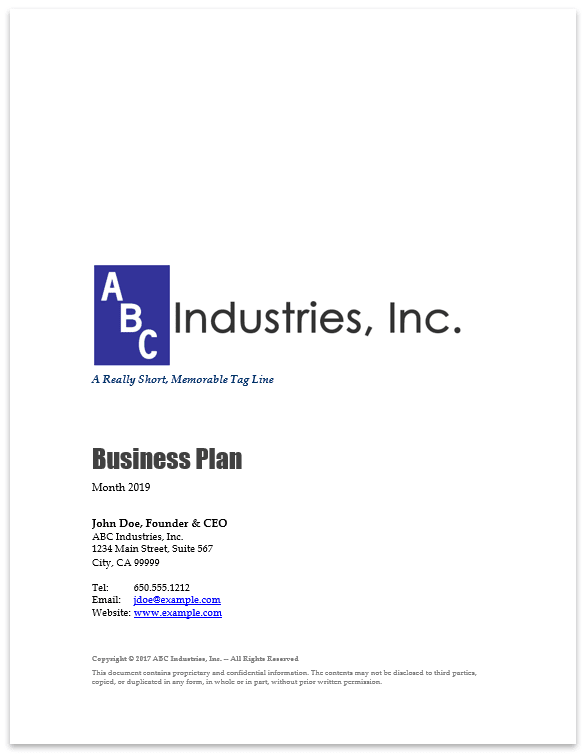 ABC Industries, Inc.
A Really Short, Memorable Tag Line
Business Plan
Month 2019
John Doe, Founder & CEO
ABC Industries, Inc.
1234 Main Street, Suite 567
City, CA 99999
Tel: 650.555.1212
Email: jdoe@example.com
Website: www.example.com
Copyright © 2017 ABC Industries, Inc. -- All Rights Reserved
This document contains proprietary and confidential information. The contents may not be disclosed to third parties,
copied, or duplicated in any form, in whole or in part, without prior written permission.